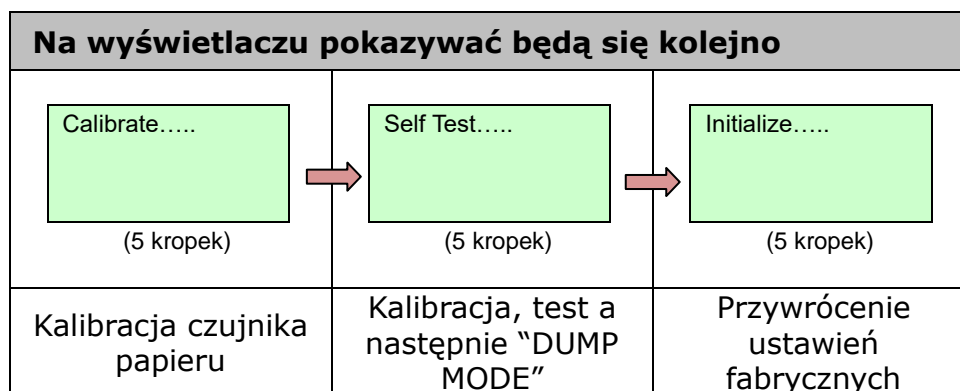 Na wyświetlaczu pokazywać będą się kolejno
Calibrate…..
Self Test…..
Initialize…..
(5 kropek)
(5 kropek)
(5 kropek)
Kalibracja czujnika
papieru
Kalibracja, test a
następnie “DUMP
MODE”
Przywrócenie
ustawień
fabrycznych